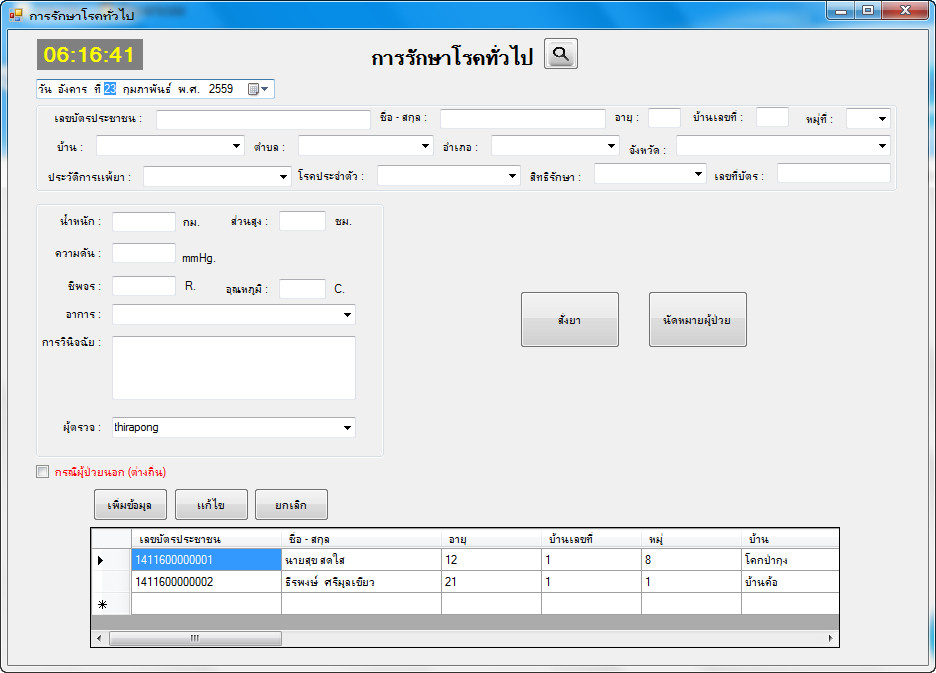 การรักษาโรคทั่วไป
06:16:41
การรักษาโรคทั่วไป
วัน อังคาร ที่ 23 กุมภาพันธ์ พ.ศ. 2559
เลขบัตรประชาชน : ชื่อ - สกุล : อายุ : บ้านเลขที่ : หมู่ที่ :
บ้าน : ตำบล : อำเภอ : จังหวัด :
ประวัติการแพ้ยา : โรคประจำตัว : สิทธิรักษา : เลขที่บัตร :
น้ำหนัก : กม. ส่วนสูง : ซม.
ความดัน : mmHg.
ชีพจร : R. อุณหภูมิ : C.
อาการ :
การวินิจฉัย :
สั่งยา นัดหมายผู้ป่วย
ผู้ตรวจ : thirapong
กรณีผู้ป่วยนอก (ต่างถิ่น)
เพิ่มข้อมูล แก้ไข ยกเลิก
เลขบัตรประชาชน ชื่อ - สกุล อายุ บ้านเลขที่ หมู่ บ้าน
1411600000001 นายสุข สดใส 12 1 8 โคกป่ากุง
1411600000002 ธิรพงษ์ ศรีมุลเขียว 21 1 1 บ้านค้อ